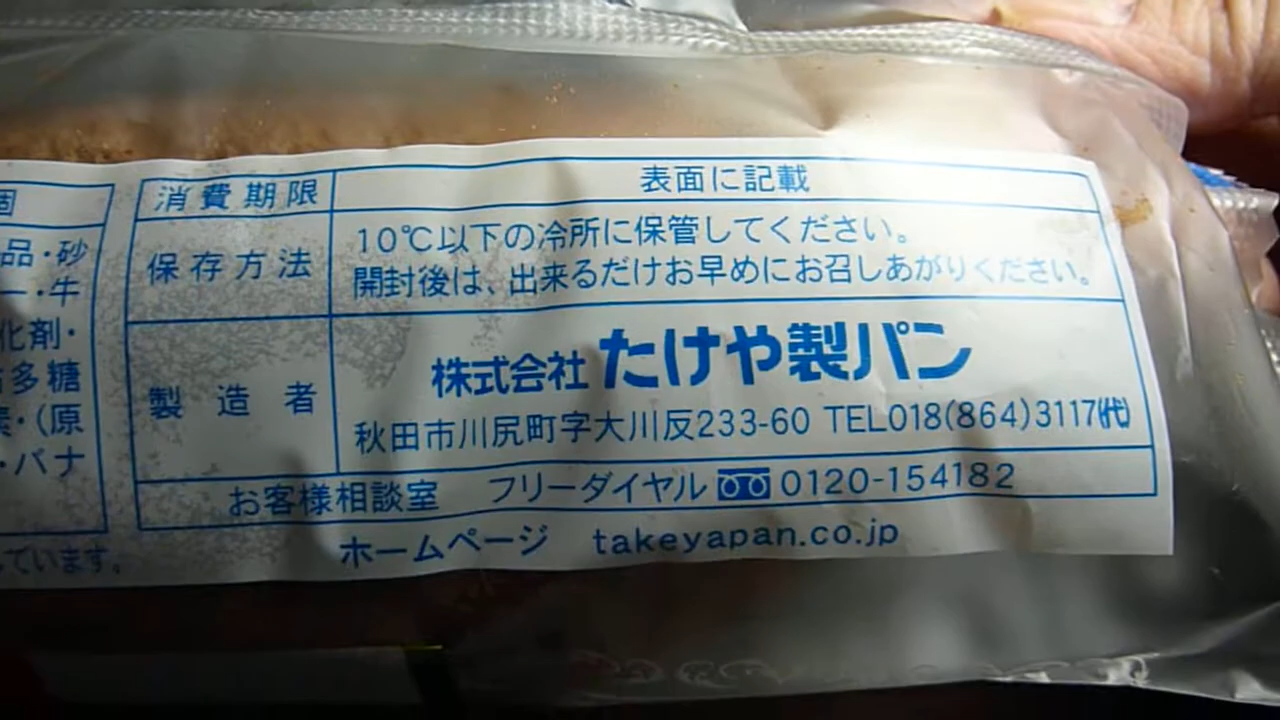 個
品・砂
ー・牛
化剤・
多糖
・(原
・バナ
ています。
消費期限 表面に記載
保存方法 10℃以下の冷所に保管してください。
開封後は、出来るだけお早めにお召しあがりください。
製造者 株式会社 たけや製パン
秋田市川尻町字大川反233-60 TEL018(864)3117(代)
お客様相談室 フリーダイヤル 0120-154182
ホームページ takeyapan.co.jp